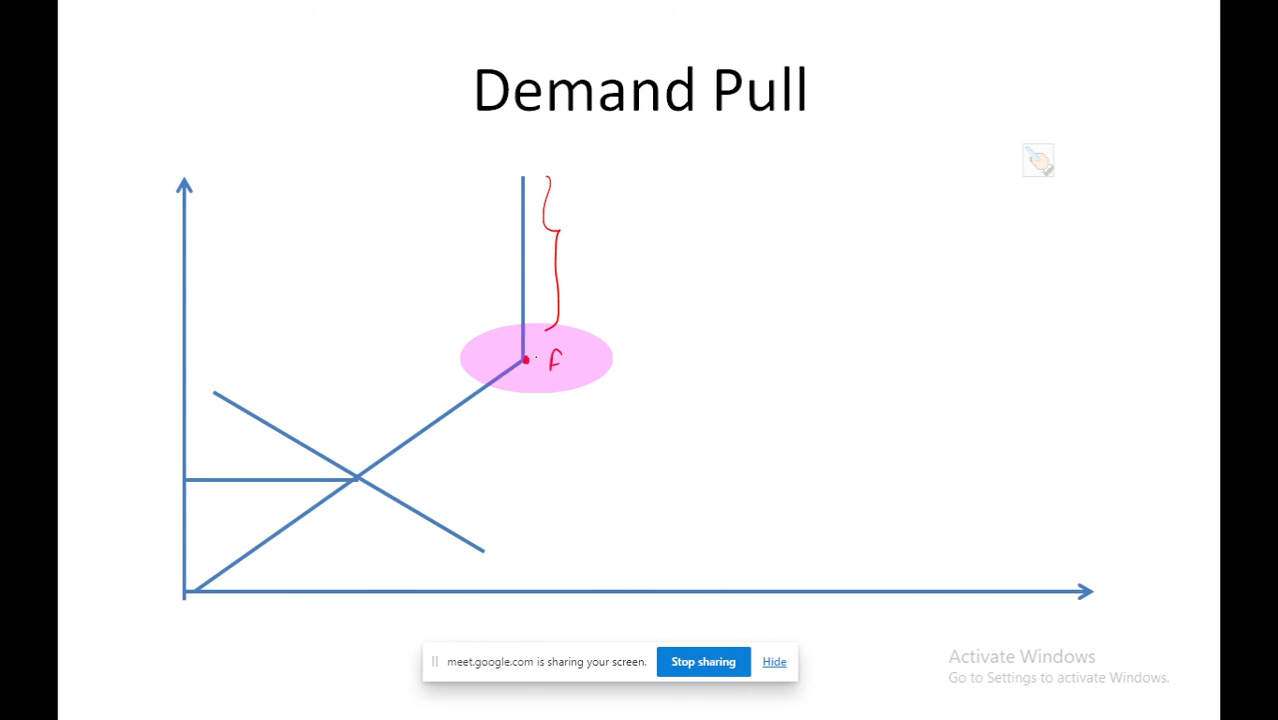 Demand Pull
F
meet.google.com is sharing your screen. Stop sharing Hide
Activate Windows
Go to Settings to activate Windows.